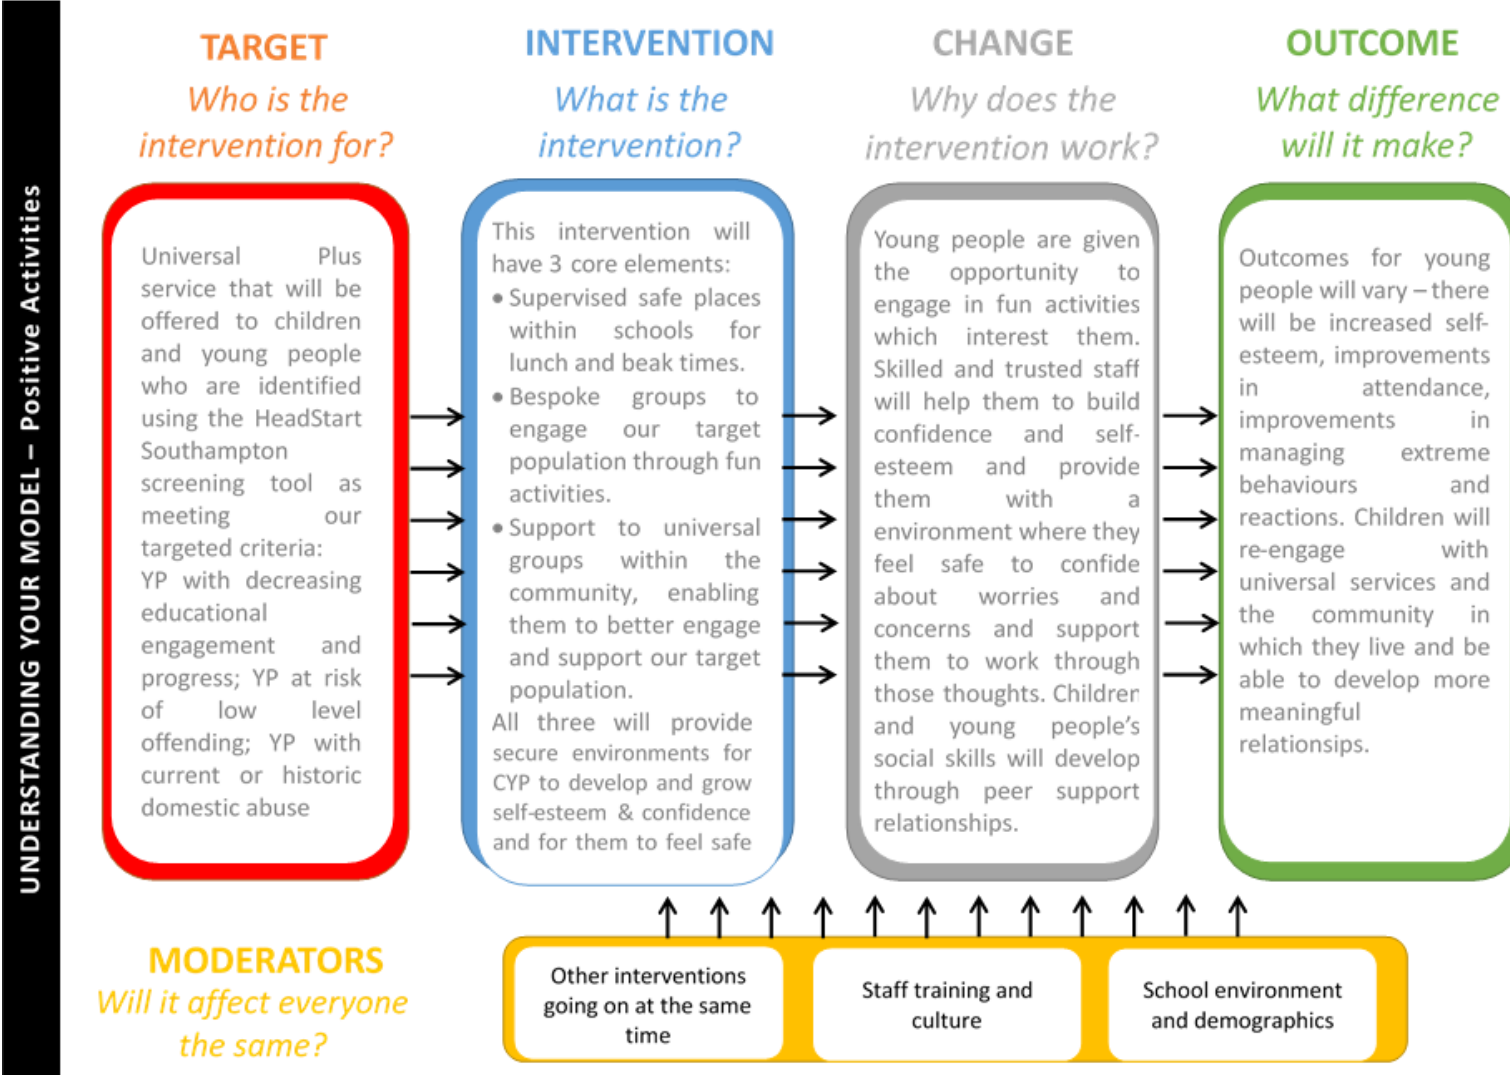 UNDERSTANDING YOUR MODEL – Positive Activities
TARGET
Who is the
intervention for?
Universal Plus
service that will be
offered to children
and young people
who are identified
using the HeadStart
Southampton
screening tool as
meeting our
targeted criteria:
YP with decreasing
educational
engagement and
progress; YP at risk
of low level
offending; YP with
current or historic
domestic abuse
INTERVENTION
What is the
intervention?
This intervention will
have 3 core elements:
• Supervised safe places
within schools for
lunch and beak times.
• Bespoke groups to
engage our target
population through fun
activities.
• Support to universal
groups within the
community, enabling
them to better engage
and support our target
population.
All three will provide
secure environments for
CYP to develop and grow
self-esteem & confidence
and for them to feel safe
CHANGE
Why does the
intervention work?
Young people are given
the opportunity to
engage in fun activities
which interest them.
Skilled and trusted staff
will help them to build
confidence and self-
esteem and provide
them with a
environment where they
feel safe to confide
about worries and
concerns and support
them to work through
those thoughts. Children
and young people's
social skills will develop
through peer support
relationships.
OUTCOME
What difference
will it make?
Outcomes for young
people will vary – there
will be increased self-
esteem, improvements
in attendance,
improvements in
managing extreme
behaviours and
reactions. Children will
re-engage with
universal services and
the community in
which they live and be
able to develop more
meaningful
relationsips.
MODERATORS
Will it affect everyone
the same?
Other interventions
going on at the same
time
Staff training and
culture
School environment
and demographics